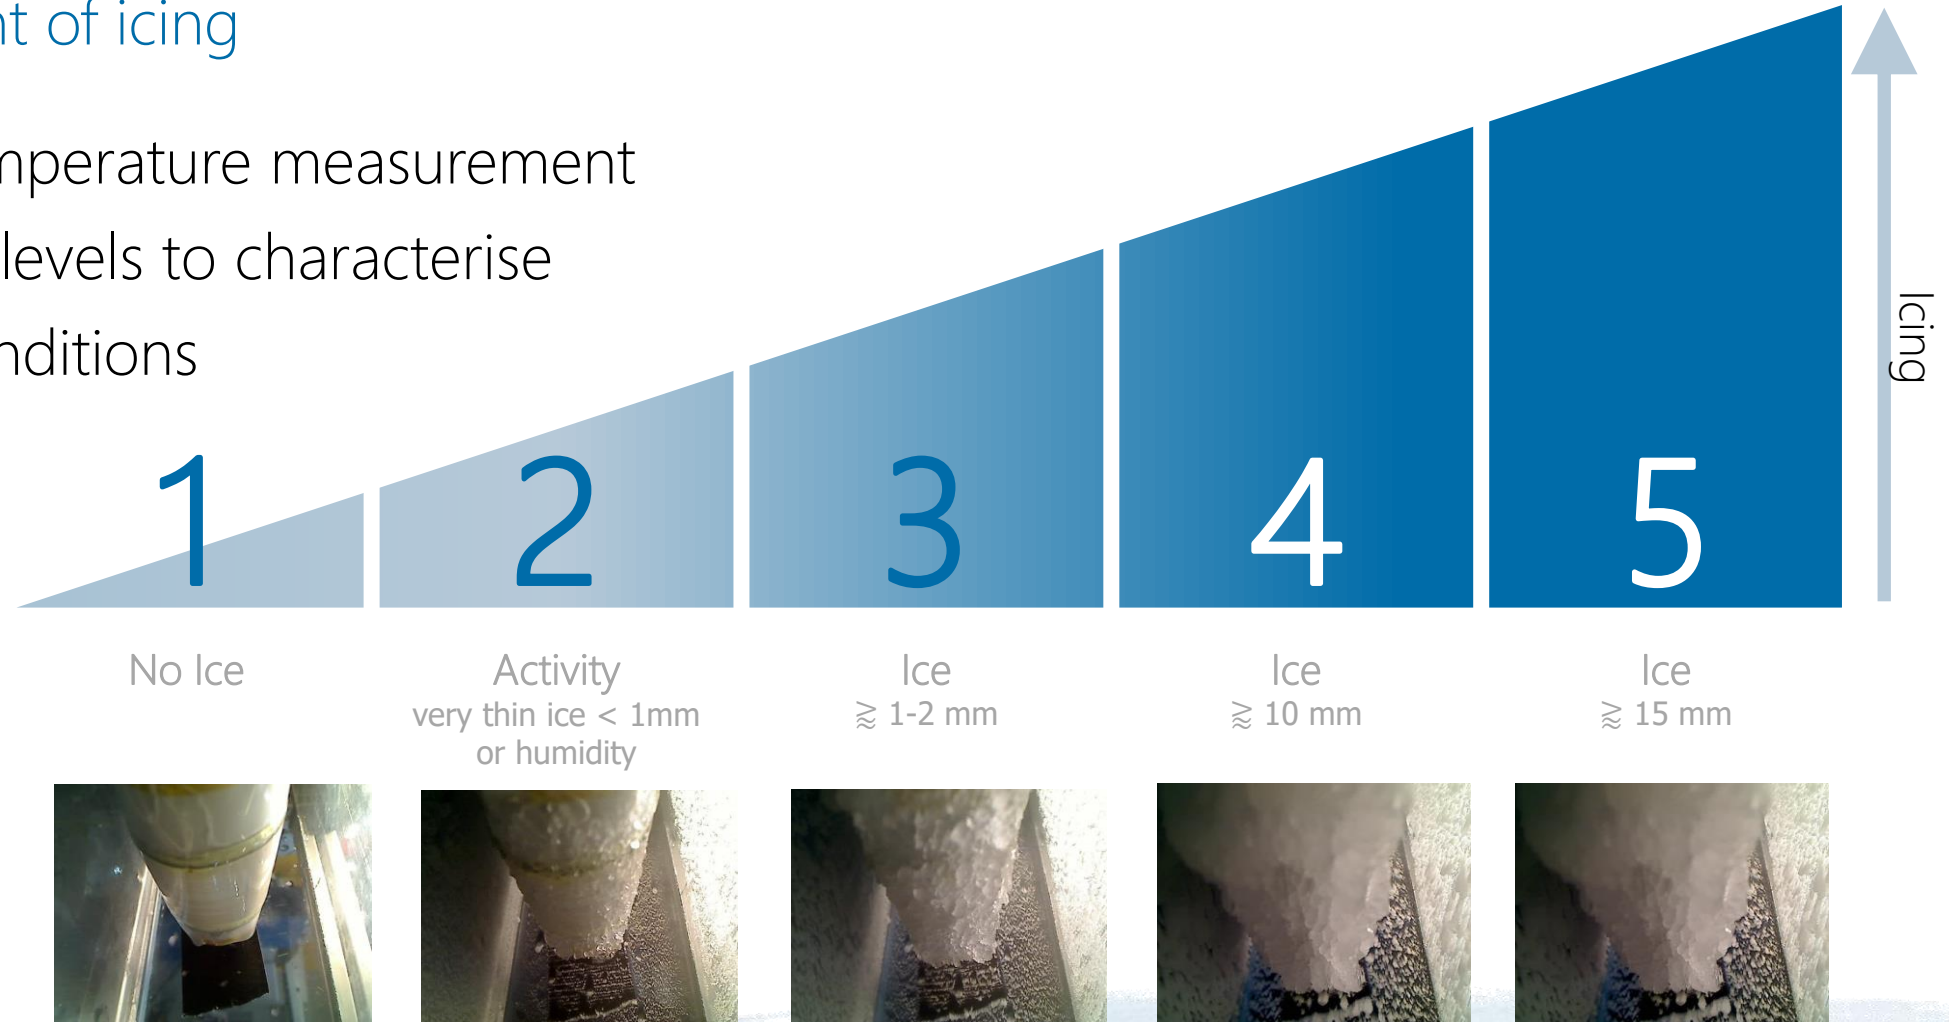 nt of icing
mperature measurement
levels to characterise
nditions
Icing
1
2
3
4
5
No Ice
Activity
very thin ice < 1mm
or humidity
Ice
⪆ 1-2 mm
Ice
⪆ 10 mm
Ice
⪆ 15 mm